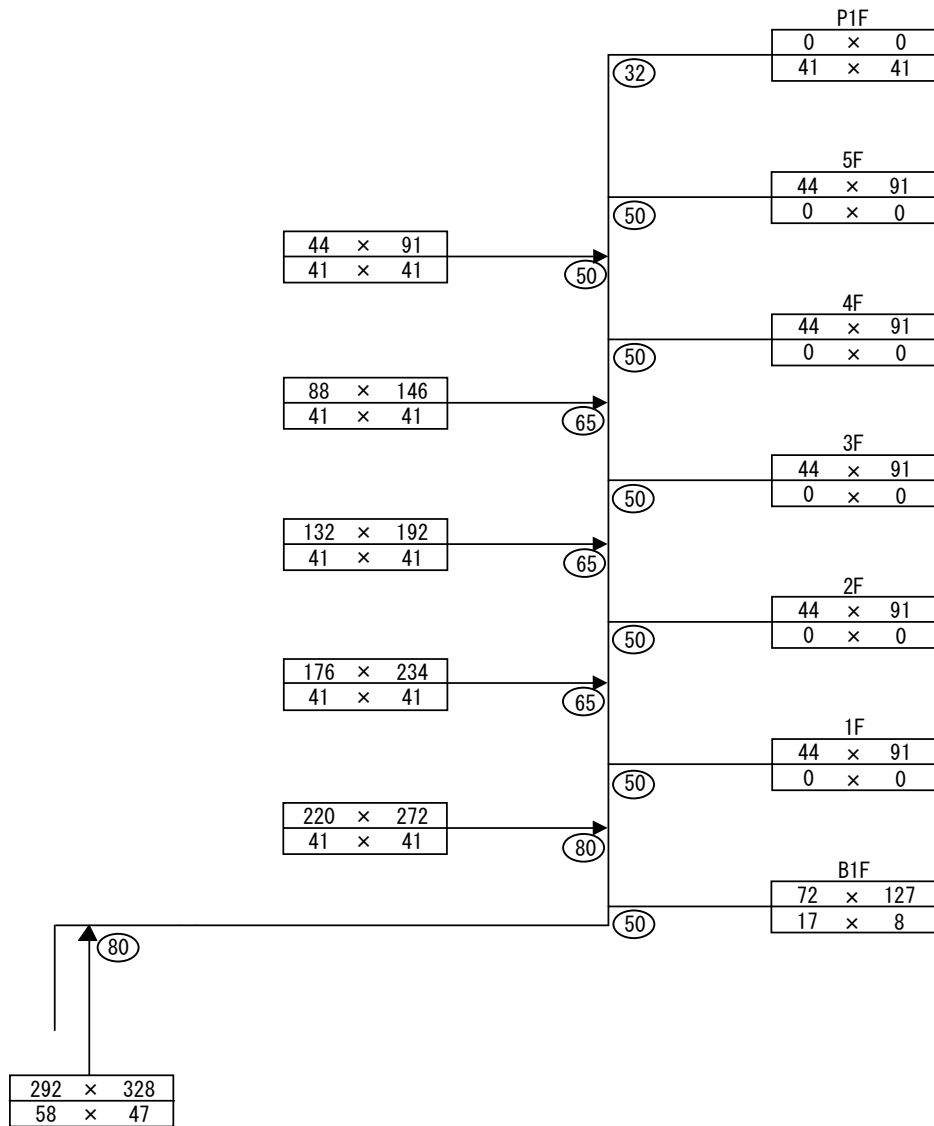 P1F
0 × 0
41 × 41
32
5F
44 × 91
0 × 0
50
44 × 91
41 × 41
50
4F
44 × 91
0 × 0
50
88 × 146
41 × 41
65
3F
44 × 91
0 × 0
50
132 × 192
41 × 41
65
2F
44 × 91
0 × 0
50
176 × 234
41 × 41
65
1F
44 × 91
0 × 0
50
220 × 272
41 × 41
80
B1F
72 × 127
17 × 8
50
80
292 × 328
58 × 47